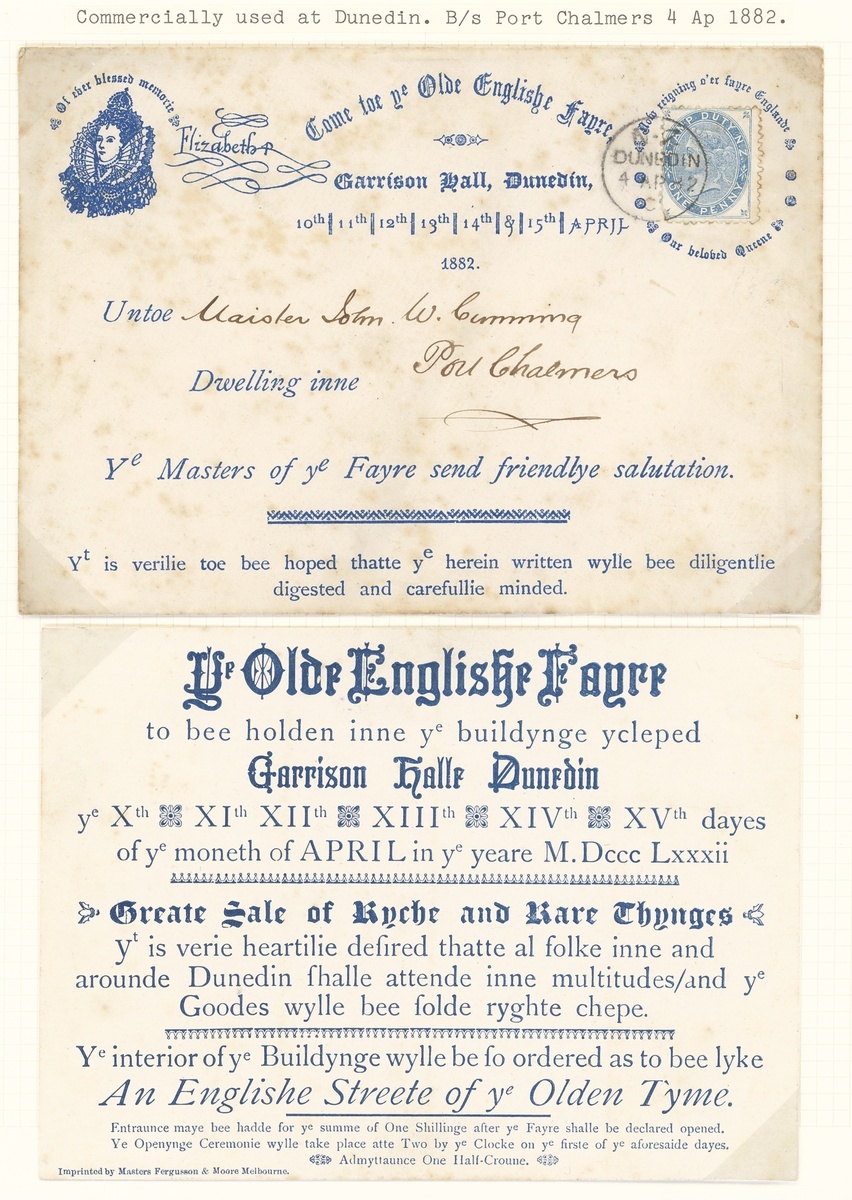 Commercially used at Dunedin. B/s Port Chalmers 4 Ap 1882.
Of ever blessed memorie
Elizabeth R
Come toe ye Olde Englishe Fayre
Garrison Hall, Dunedin,
10th 11th 12th 13th 14th & 15th APRIL
1882.
Now reigning o'er fayre Englande
STAMP DUTY N.Z.
ONE PENNY
Our beloved Queene
N.Z
DUNEDIN
4 AP 82
C
Untoe Maister John W. Cumming
Dwelling inne Port Chalmers
Ye Masters of ye Fayre send friendlye salutation.
Yt is verilie toe bee hoped thatte ye herein written wylle bee diligentlie
digested and carefullie minded.
Ye Olde Englishe Fayre
to bee holden inne ye buildynge ycleped
Garrison Halle Dunedin
ye Xth XIth XIIth XIIIth XIVth XVth dayes
of ye moneth of APRIL in ye yeare M.Dccc Lxxxii
Greate Sale of Ryche and Rare Thynges
yt is verie heartilie deſired thatte al folke inne and
arounde Dunedin ſhalle attende inne multitudes/and ye
Goodes wylle bee ſolde ryghte chepe.
Ye interior of ye Buildynge wylle be ſo ordered as to bee lyke
An Englishe Streete of ye Olden Tyme.
Entraunce maye bee hadde for ye summe of One Shillinge after ye Fayre shalle be declared opened.
Ye Openynge Ceremonie wylle take place atte Two by ye Clocke on ye firste of ye aforesaide dayes.
Admyttaunce One Half-Croune.
Imprinted by Masters Fergusson & Moore Melbourne.